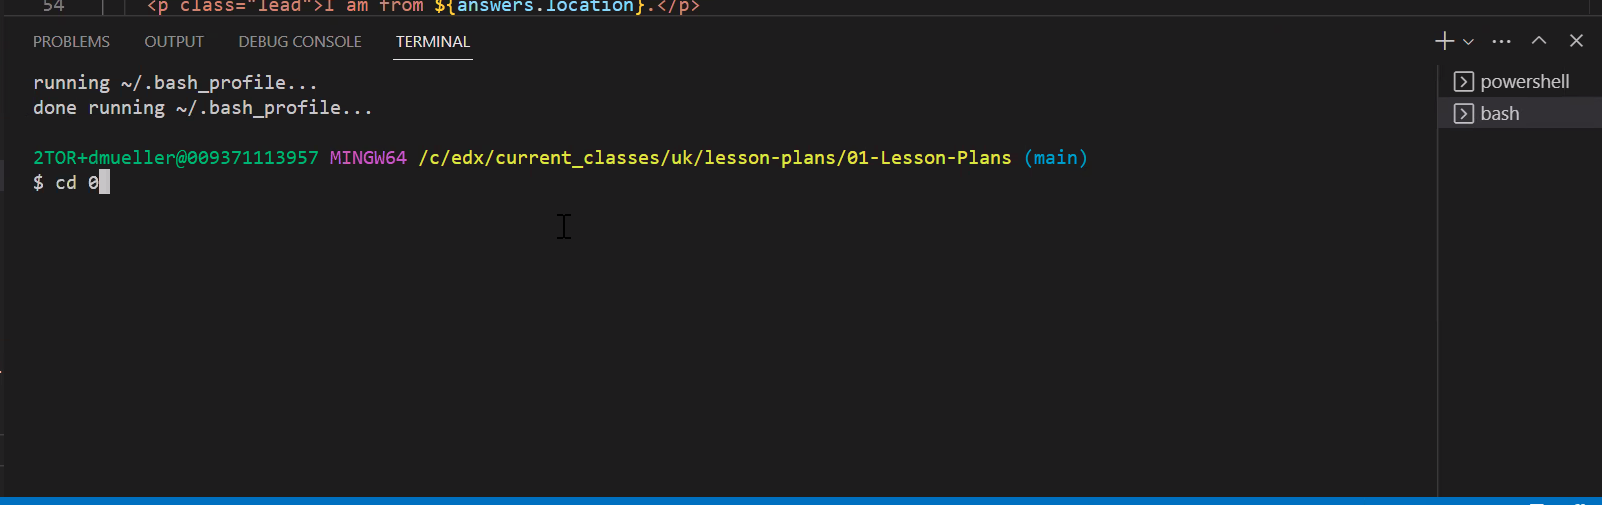 54 <p class="lead">I am from ${answers.location}.</p>
PROBLEMS OUTPUT DEBUG CONSOLE TERMINAL
running ~/.bash_profile...
done running ~/.bash_profile...
2TOR+dmueller@009371113957 MINGW64 /c/edx/current_classes/uk/lesson-plans/01-Lesson-Plans (main)
$ cd 0
powershell
bash